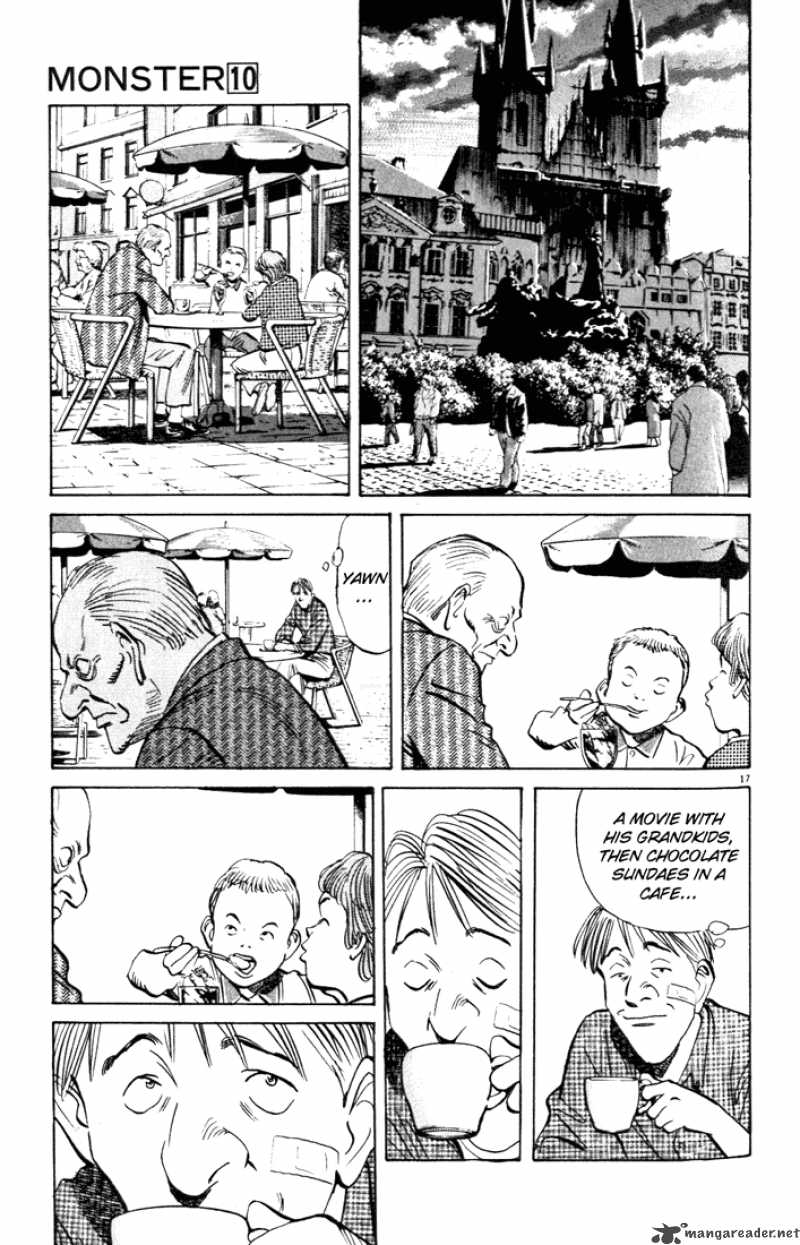 MONSTER 10
YAWN
...
17
A MOVIE WITH
HIS GRANDKIDS,
THEN CHOCOLATE
SUNDAES IN A
CAFE...
mangareader.net